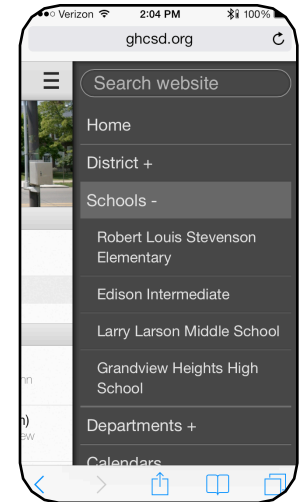 Verizon 2:04 PM 100%
ghcsd.org
Search website
Home
District +
Schools -
Robert Louis Stevenson
Elementary
Edison Intermediate
Larry Larson Middle School
Grandview Heights High
School
Departments +
Calendars